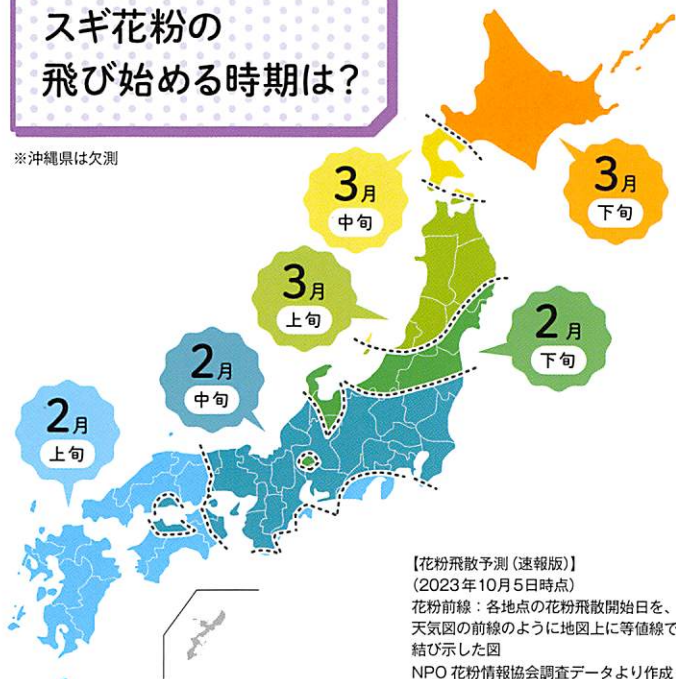 スギ花粉の
飛び始める時期は?
※沖縄県は欠測
3月
下旬
3月
中旬
3月
上旬
2月
下旬
2月
中旬
2月
上旬
【花粉飛散予測(速報版)】
(2023年10月5日時点)
花粉前線:各地点の花粉飛散開始日を、
天気図の前線のように地図上に等値線で
結び示した図
NPO 花粉情報協会調査データより作成